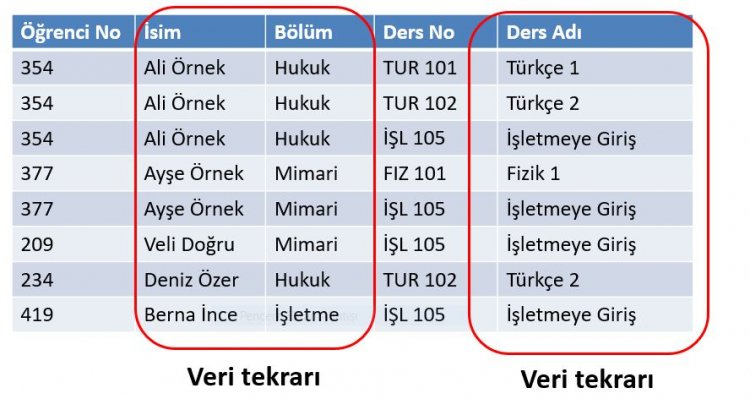 Öğrenci No İsim Bölüm Ders No Ders Adı
354 Ali Örnek Hukuk TUR 101 Türkçe 1
354 Ali Örnek Hukuk TUR 102 Türkçe 2
354 Ali Örnek Hukuk İŞL 105 İşletmeye Giriş
377 Ayşe Örnek Mimari FIZ 101 Fizik 1
377 Ayşe Örnek Mimari İŞL 105 İşletmeye Giriş
209 Veli Doğru Mimari İŞL 105 İşletmeye Giriş
234 Deniz Özer Hukuk TUR 102 Türkçe 2
419 Berna İnce İşletme İŞL 105 İşletmeye Giriş
Veri tekrarı Veri tekrarı